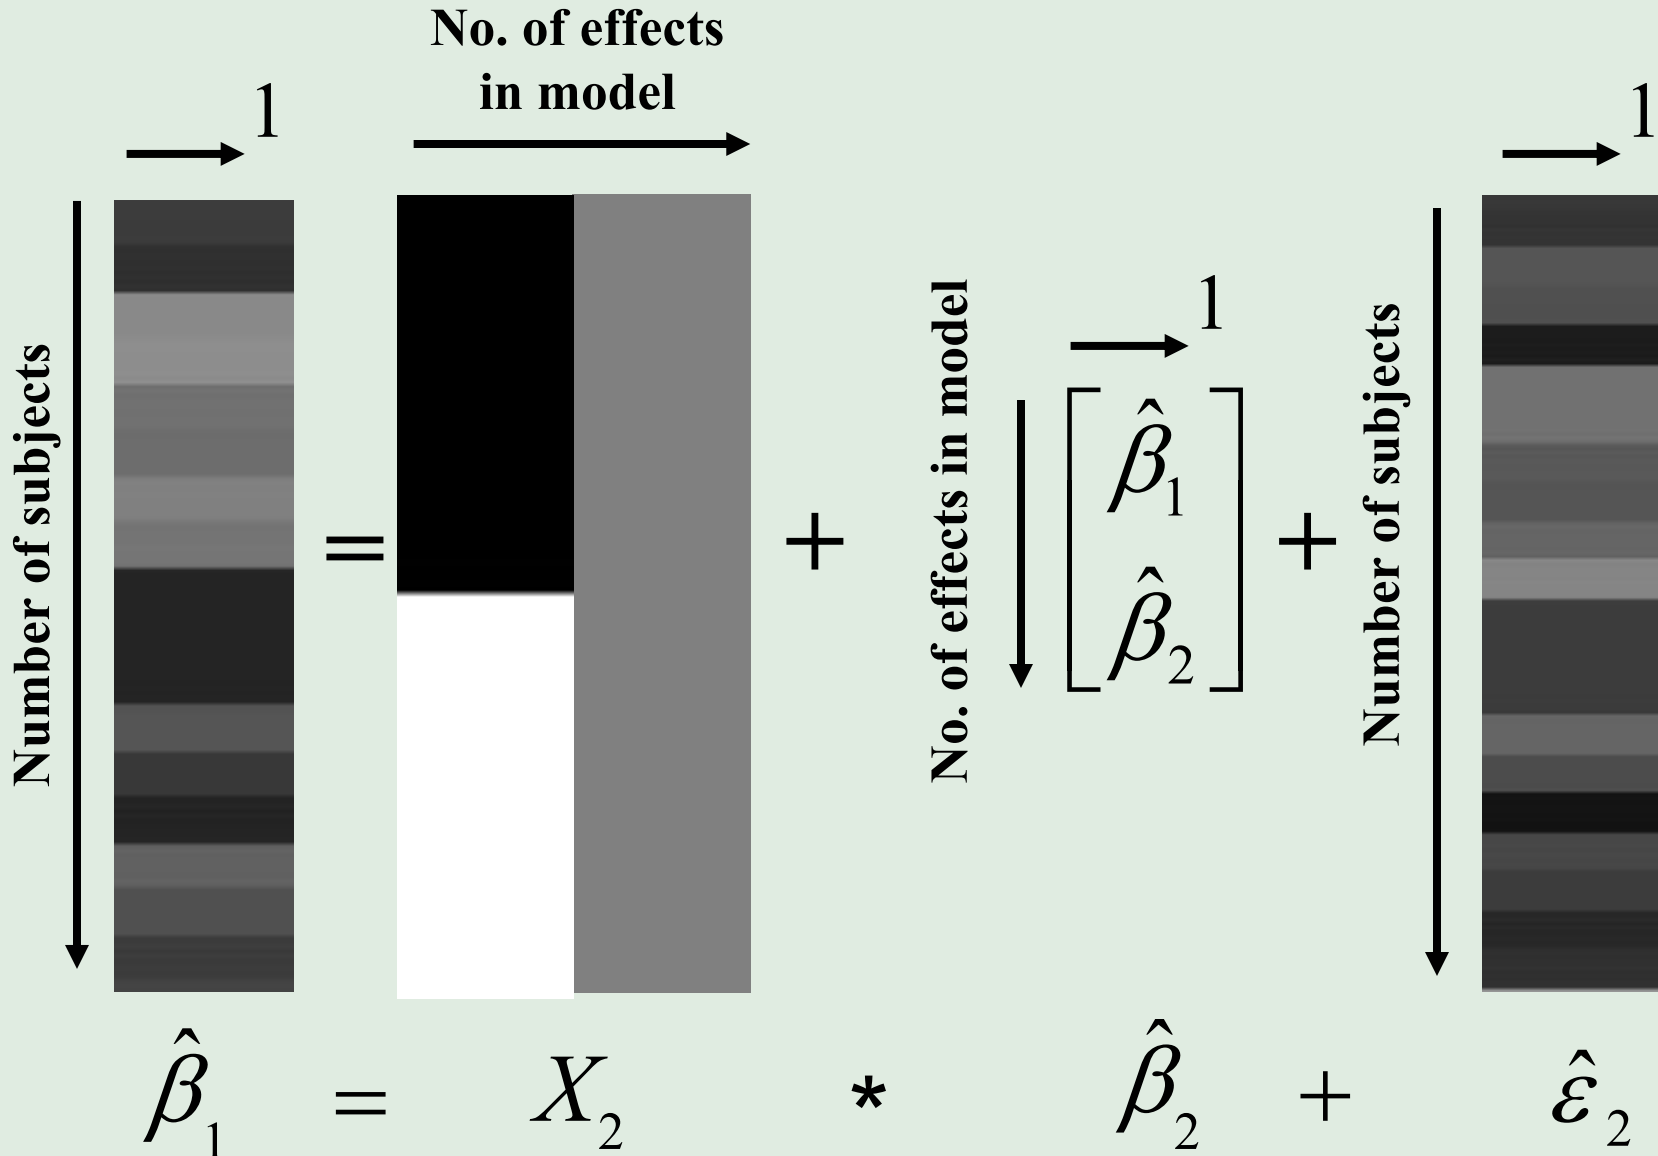 No. of effects
in model
1
1
Number of subjects
=
+
No. of effects in model
1
β̂₁
β̂₂
+
Number of subjects
β̂₁ = X₂ * β̂₂ + ε̂₂